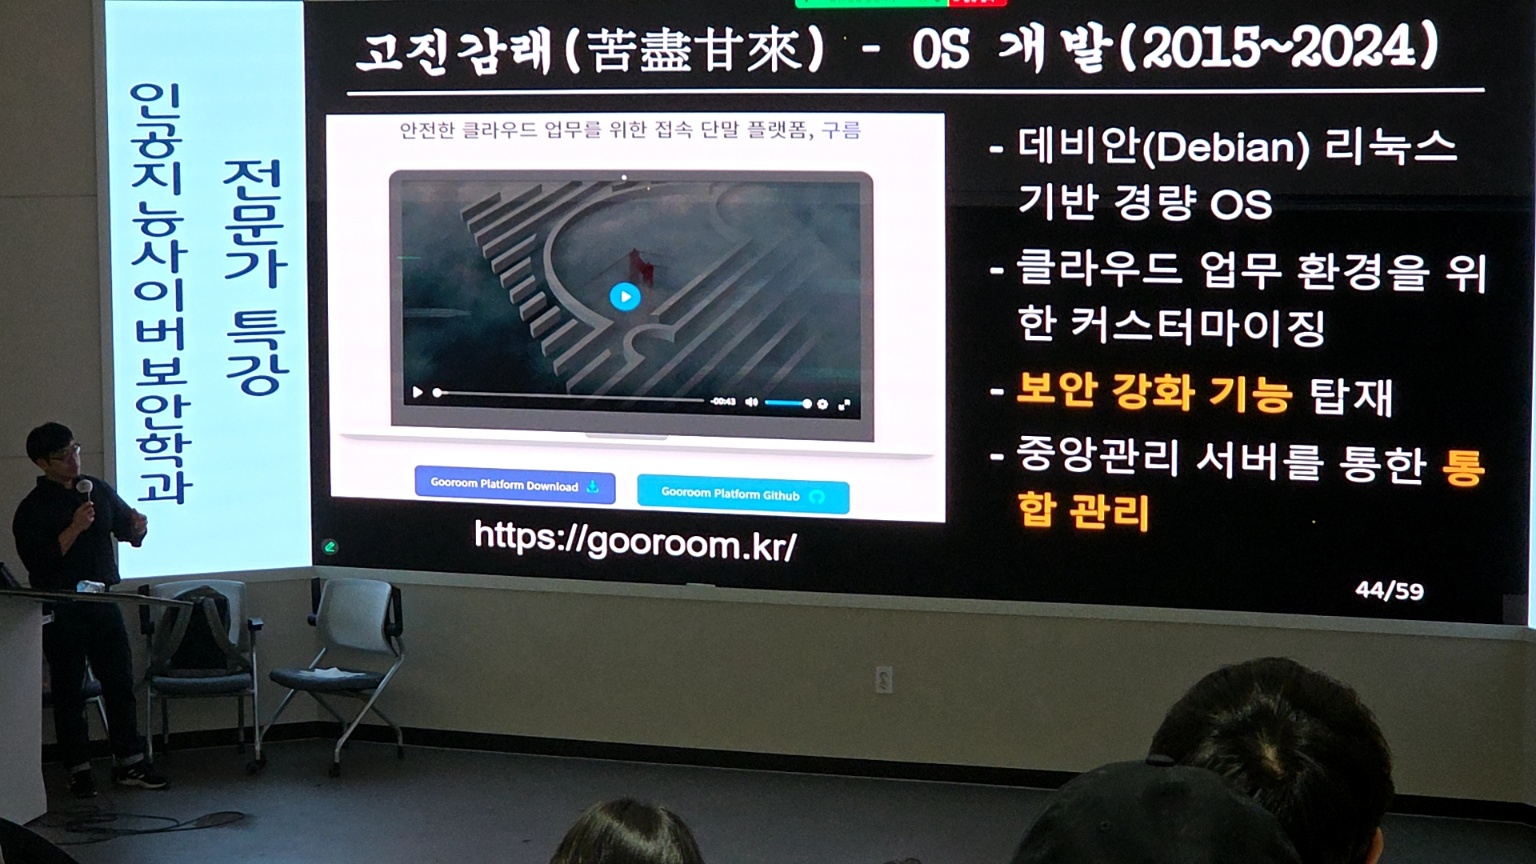 인공지능사이버보안학과
전문가 특강
고진감래(苦盡甘來) - OS 개발(2015~2024)
안전한 클라우드 업무를 위한 접속 단말 플랫폼, 구름
-00:43
Gooroom Platform Download
Gooroom Platform Github
https://gooroom.kr/
- 데비안(Debian) 리눅스
기반 경량 OS
- 클라우드 업무 환경을 위
한 커스터마이징
- 보안 강화 기능 탑재
- 중앙관리 서버를 통한 통
합 관리
44/59